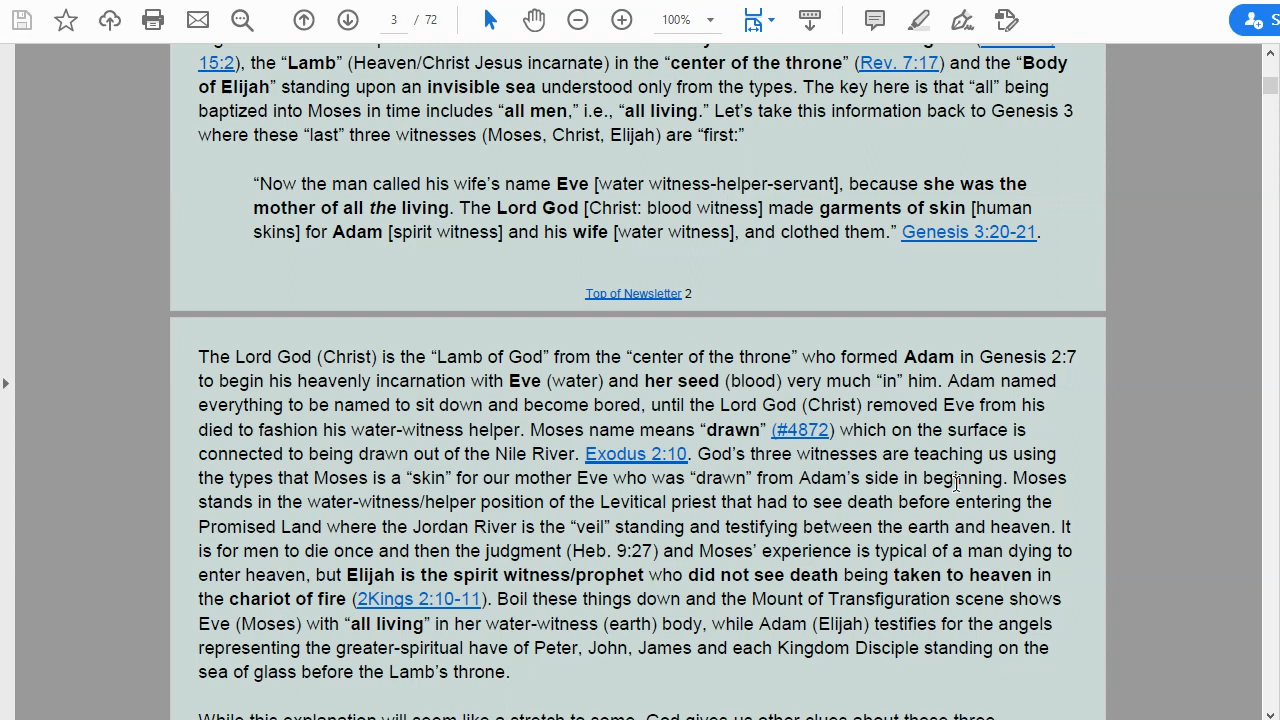 3 / 72
100%
S
15:2), the “Lamb” (Heaven/Christ Jesus incarnate) in the “center of the throne” (Rev. 7:17) and the “Body
of Elijah” standing upon an invisible sea understood only from the types. The key here is that “all” being
baptized into Moses in time includes “all men,” i.e., “all living.” Let’s take this information back to Genesis 3
where these “last” three witnesses (Moses, Christ, Elijah) are “first:”
“Now the man called his wife’s name Eve [water witness-helper-servant], because she was the
mother of all the living. The Lord God [Christ: blood witness] made garments of skin [human
skins] for Adam [spirit witness] and his wife [water witness], and clothed them.” Genesis 3:20-21.
Top of Newsletter 2
The Lord God (Christ) is the “Lamb of God” from the “center of the throne” who formed Adam in Genesis 2:7
to begin his heavenly incarnation with Eve (water) and her seed (blood) very much “in” him. Adam named
everything to be named to sit down and become bored, until the Lord God (Christ) removed Eve from his
died to fashion his water-witness helper. Moses name means “drawn” (#4872) which on the surface is
connected to being drawn out of the Nile River. Exodus 2:10. God’s three witnesses are teaching us using
the types that Moses is a “skin” for our mother Eve who was “drawn” from Adam’s side in beginning. Moses
stands in the water-witness/helper position of the Levitical priest that had to see death before entering the
Promised Land where the Jordan River is the “veil” standing and testifying between the earth and heaven. It
is for men to die once and then the judgment (Heb. 9:27) and Moses’ experience is typical of a man dying to
enter heaven, but Elijah is the spirit witness/prophet who did not see death being taken to heaven in
the chariot of fire (2Kings 2:10-11). Boil these things down and the Mount of Transfiguration scene shows
Eve (Moses) with “all living” in her water-witness (earth) body, while Adam (Elijah) testifies for the angels
representing the greater-spiritual have of Peter, John, James and each Kingdom Disciple standing on the
sea of glass before the Lamb’s throne.
While this explanation will seem like a stretch to some, God gives us other clues about these three